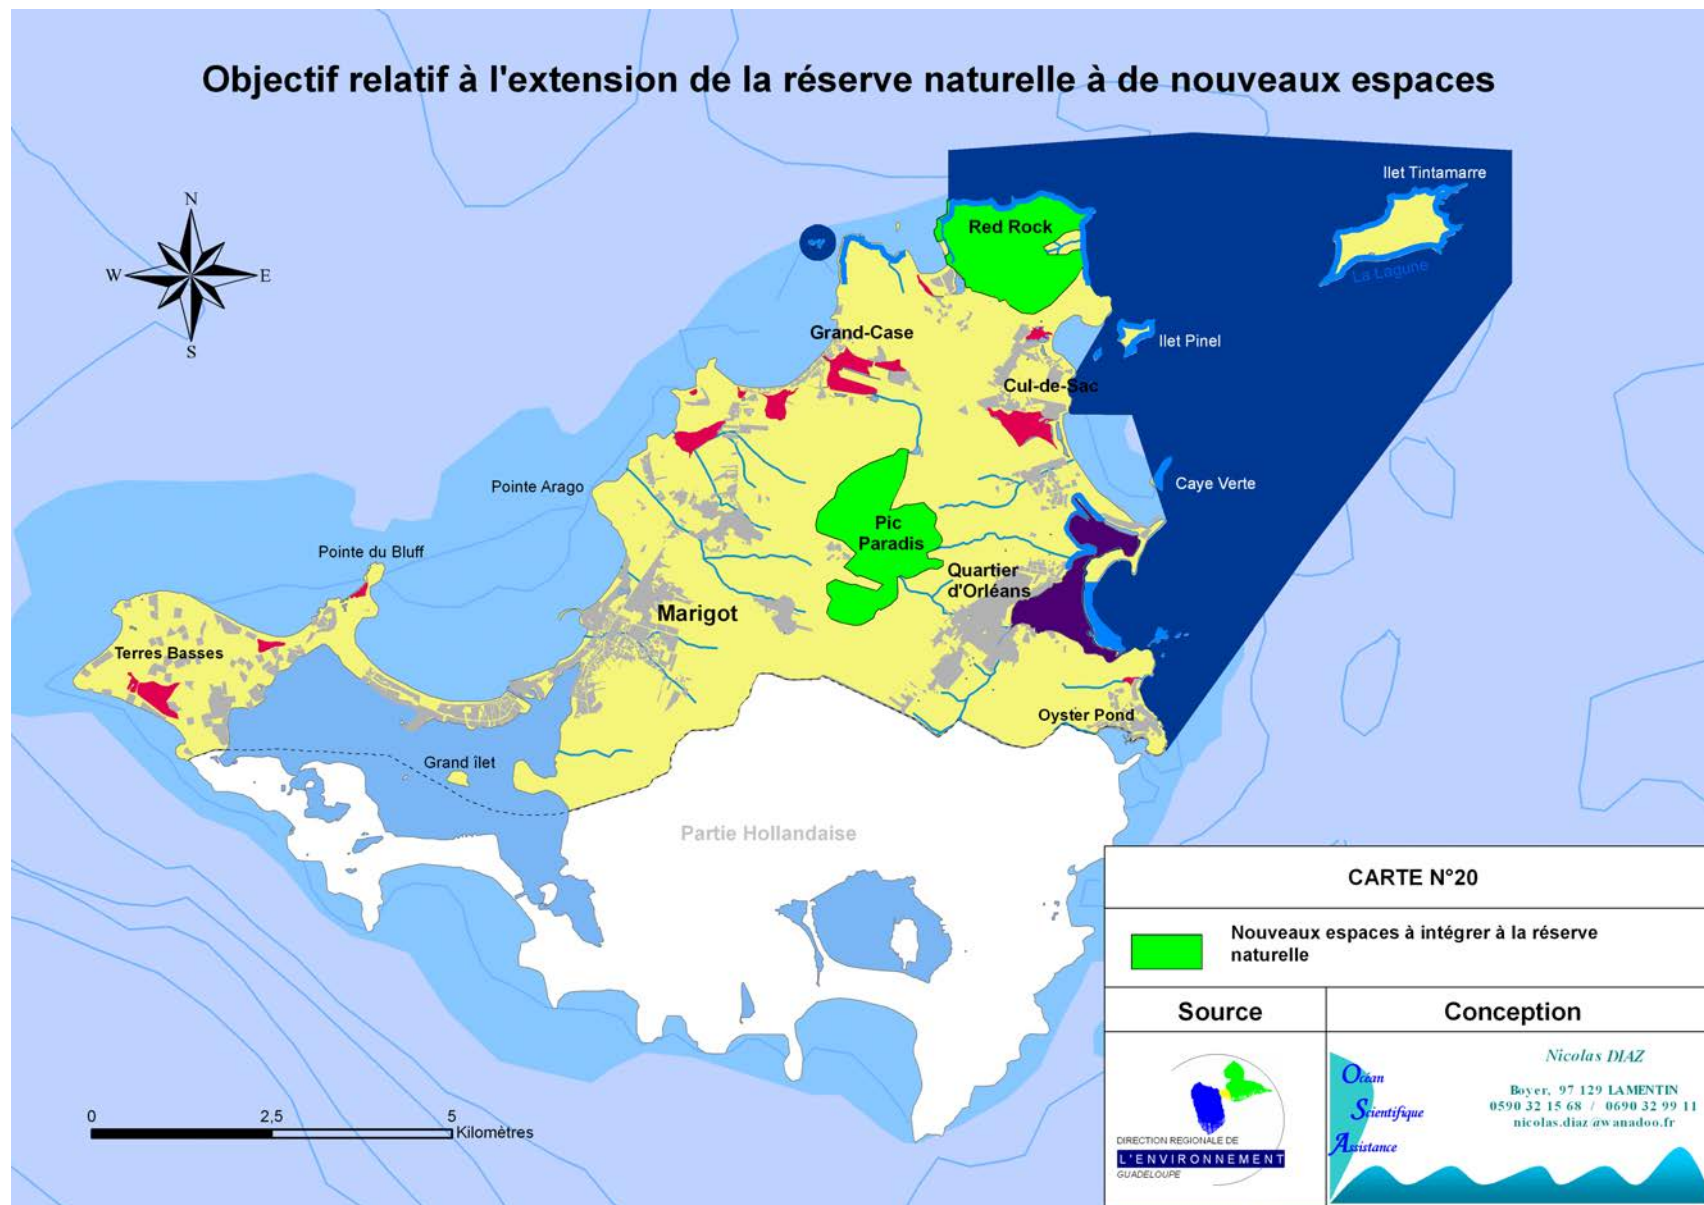 Objectif relatif à l'extension de la réserve naturelle à de nouveaux espaces
N
W
E
S
Ilet Tintamarre
Red Rock
La Lagune
Grand-Case
Ilet Pinel
Cul-de-Sac
Pointe Arago
Caye Verte
Pic
Paradis
Pointe du Bluff
Quartier
d'Orléans
Marigot
Terres Basses
Oyster Pond
Grand îlet
Partie Hollandaise
CARTE N°20
Nouveaux espaces à intégrer à la réserve
naturelle
Source
Conception
Nicolas DIAZ
Boyer, 97 129 LAMENTIN
0590 32 15 68 / 0690 32 99 11
nicolas.diaz@wanadoo.fr
Océan
Scientifique
Assistance
DIRECTION REGIONALE DE
L'ENVIRONNEMENT
GUADELOUPE
0
2,5
5
Kilomètres